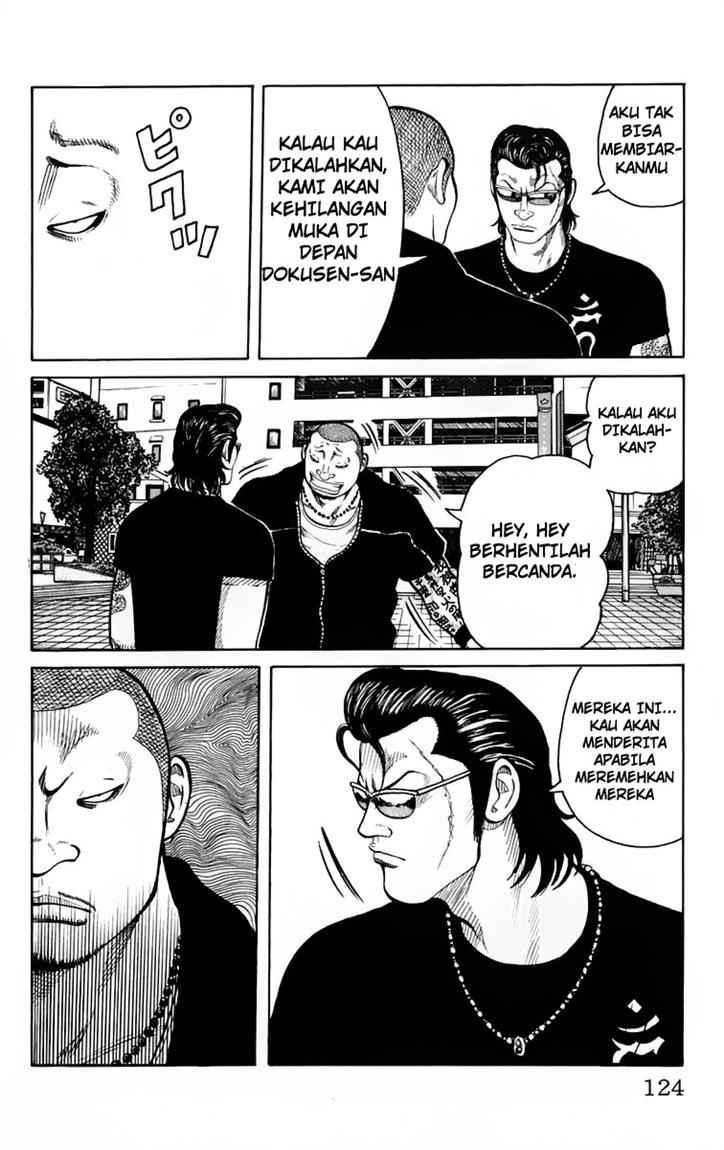 AKU TAK
BISA
MEMBIAR-
KANMU
KALAU KAU
DIKALAHKAN,
KAMI AKAN
KEHILANGAN
MUKA DI
DEPAN
DOKUSEN-SAN
ピクッ
KALAU AKU
DIKALAH-
KAN?
HEY, HEY
BERHENTILAH
BERCANDA.
MEREKA INI...
KAU AKAN
MENDERITA
APABILA
MEREMEHKAN
MEREKA
124